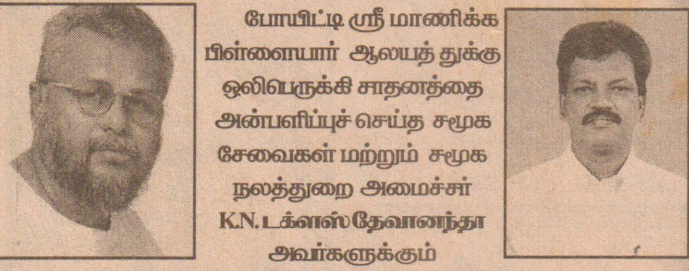 போயிட்டி ஸ்ரீ மாணிக்க
பிள்ளையார் ஆலயத் துக்கு
ஒலிபெருக்கி சாதனத்தை
அன்பளிப்புச் செய்த சமூக
சேவைகள் மற்றும் சமூக
நலத்துறை அமைச்சர்
K.N. டக்ளஸ் தேவானந்தா
அவர்களுக்கும்